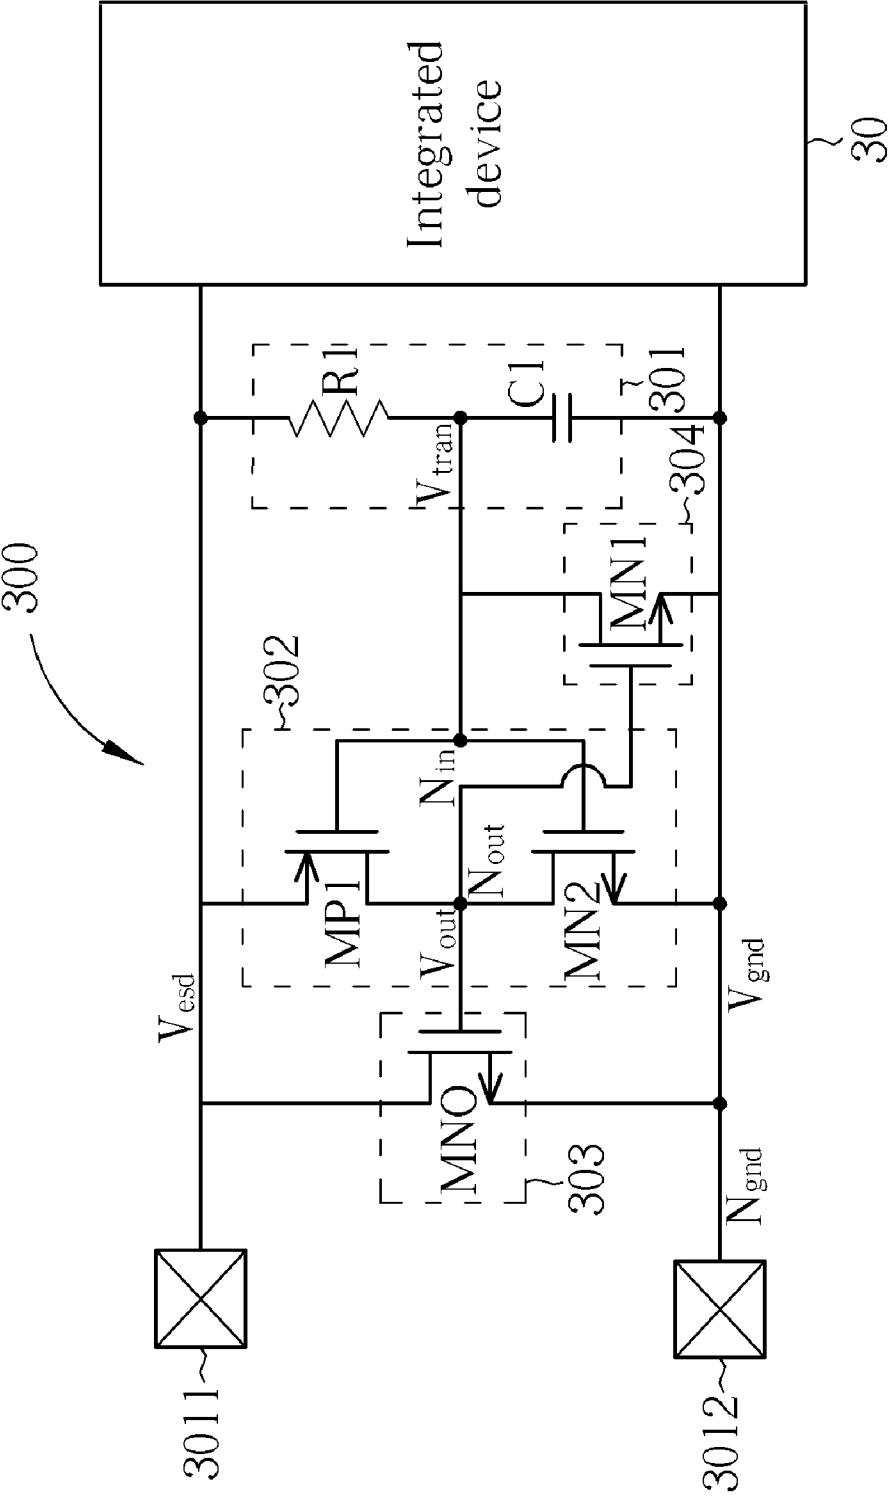 300
3011
V_esd
302
MP1
R1
Integrated
device
303
MNO
V_out
N_out
N_in
V_tran
C1
301
MN2
MN1
304
3012
N_gnd
V_gnd
30